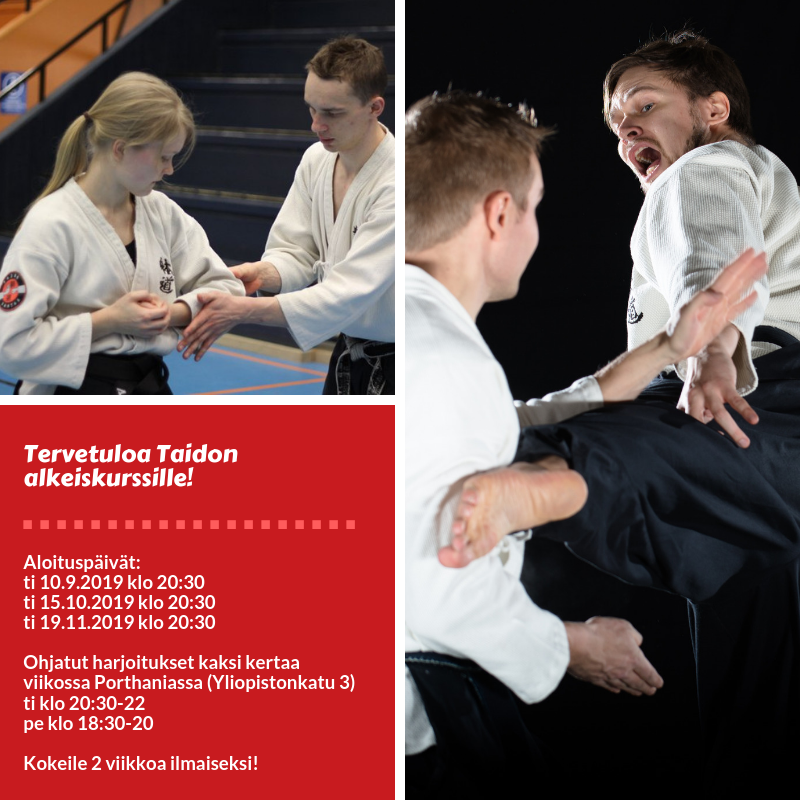 Tervetuloa Taidon
alkeiskurssille!
Aloituspäivät:
ti 10.9.2019 klo 20:30
ti 15.10.2019 klo 20:30
ti 19.11.2019 klo 20:30
Ohjatut harjoitukset kaksi kertaa
viikossa Porthaniassa (Yliopistonkatu 3)
ti klo 20:30-22
pe klo 18:30-20
Kokeile 2 viikkoa ilmaiseksi!